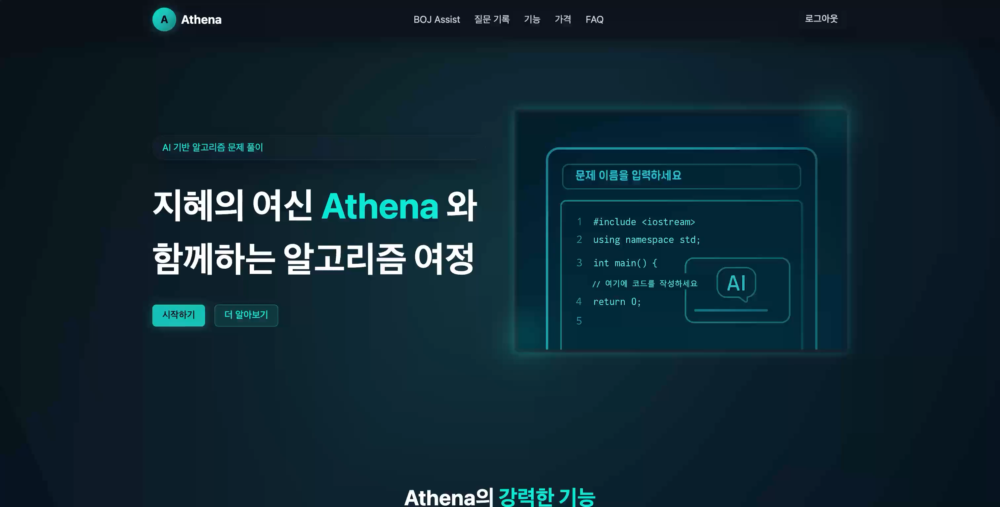 A Athena
BOJ Assist 질문 기록 기능 가격 FAQ
로그아웃
AI 기반 알고리즘 문제 풀이
지혜의 여신 Athena 와
함께하는 알고리즘 여정
시작하기 더 알아보기
문제 이름을 입력하세요
1 #include <iostream>
2 using namespace std;
3 int main() {
// 여기에 코드를 작성하세요
4 return 0;
5
AI
Athena의 강력한 기능